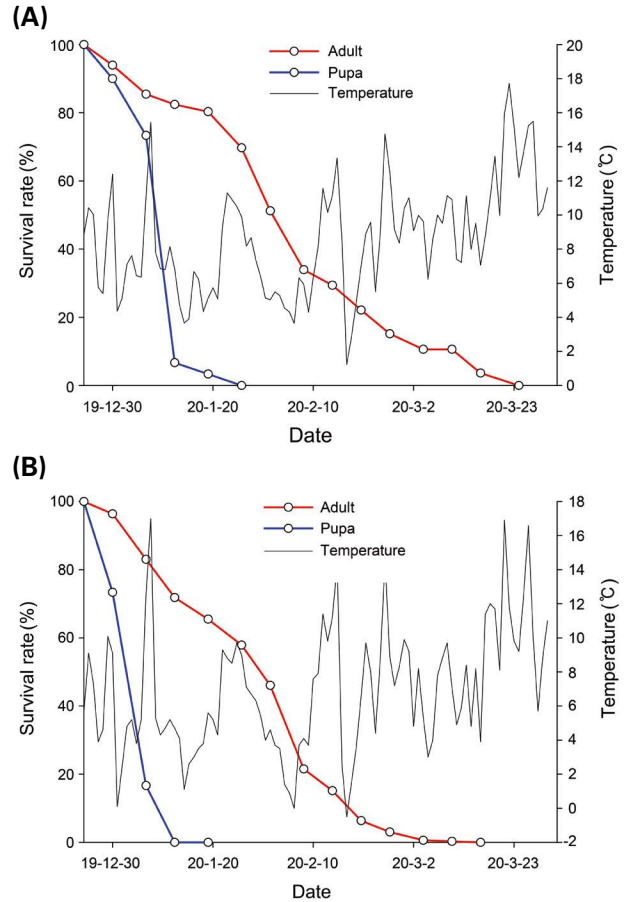 (A)
Adult
Pupa
Temperature
100
80
60
40
20
0
Survival rate (%)
20
18
16
14
12
10
8
6
4
2
0
Temperature (℃)
19-12-30 20-1-20 20-2-10 20-3-2 20-3-23
Date
(B)
Adult
Pupa
Temperature
100
80
60
40
20
0
Survival rate (%)
18
16
14
12
10
8
6
4
2
0
-2
Temperature (℃)
19-12-30 20-1-20 20-2-10 20-3-2 20-3-23
Date